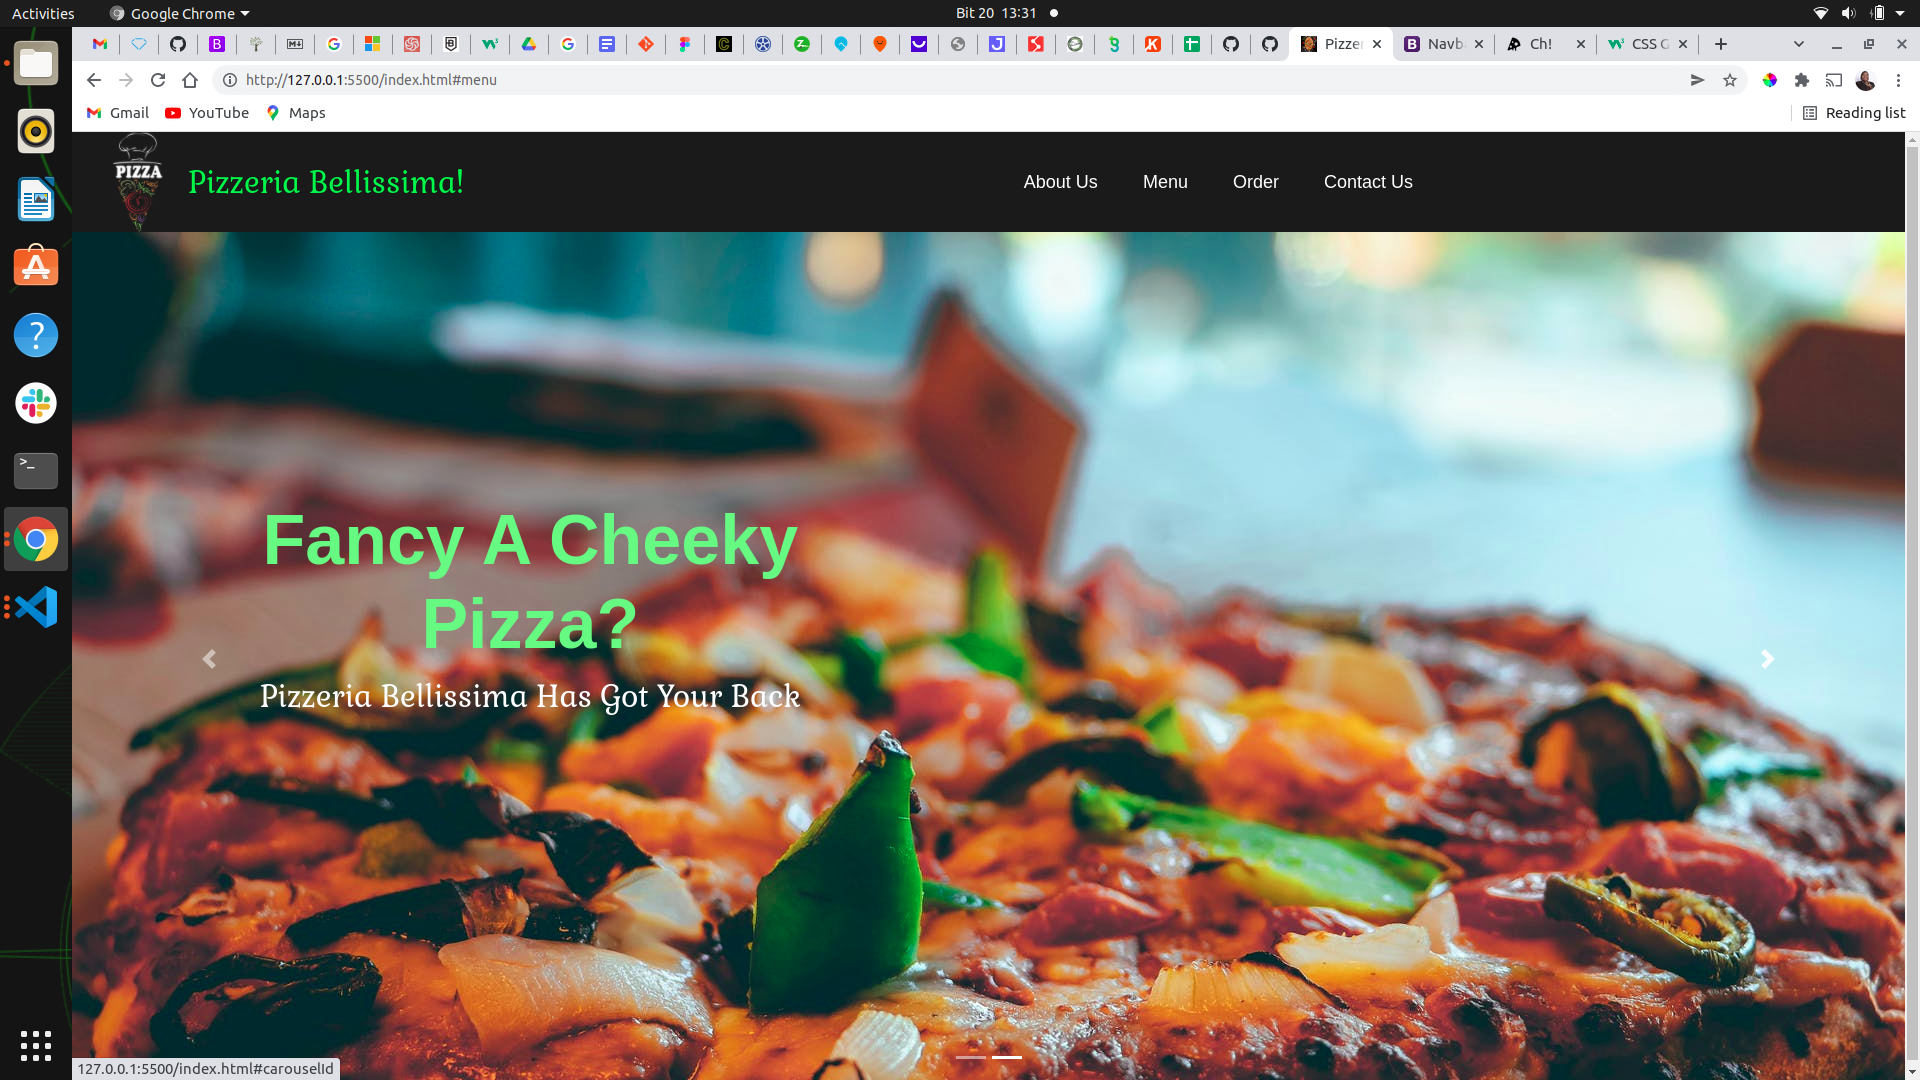 Activities
Google Chrome
Bit 20 13:31
Pizzer
Navb
Ch!
CSS G
http://127.0.0.1:5500/index.html#menu
Gmail
YouTube
Maps
Reading list
PIZZA
Pizzeria Bellissima!
About Us
Menu
Order
Contact Us
Fancy A Cheeky
Pizza?
Pizzeria Bellissima Has Got Your Back
127.0.0.1:5500/index.html#carouselId